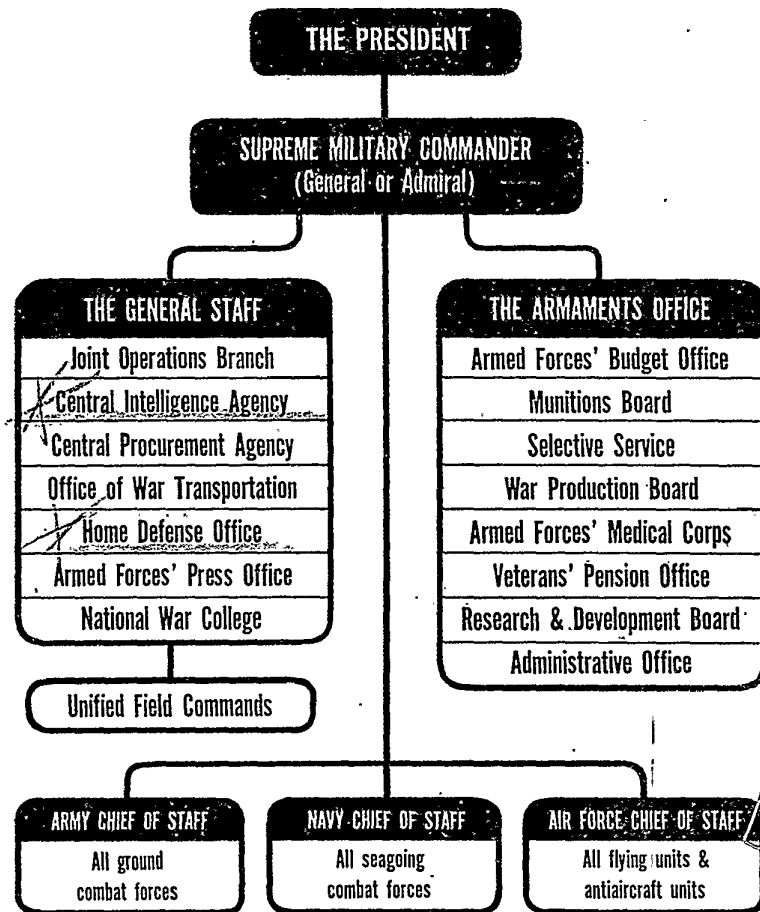 THE PRESIDENT
SUPREME MILITARY COMMANDER
(General or Admiral)
THE GENERAL STAFF
Joint Operations Branch
Central Intelligence Agency
Central Procurement Agency
Office of War Transportation
Home Defense Office
Armed Forces' Press Office
National War College
Unified Field Commands
THE ARMAMENTS OFFICE
Armed Forces' Budget Office
Munitions Board
Selective Service
War Production Board
Armed Forces' Medical Corps
Veterans' Pension Office
Research & Development Board
Administrative Office
ARMY CHIEF OF STAFF
All ground
combat forces
NAVY CHIEF OF STAFF
All seagoing
combat forces
AIR FORCE CHIEF OF STAFF
All flying units &
antiaircraft units